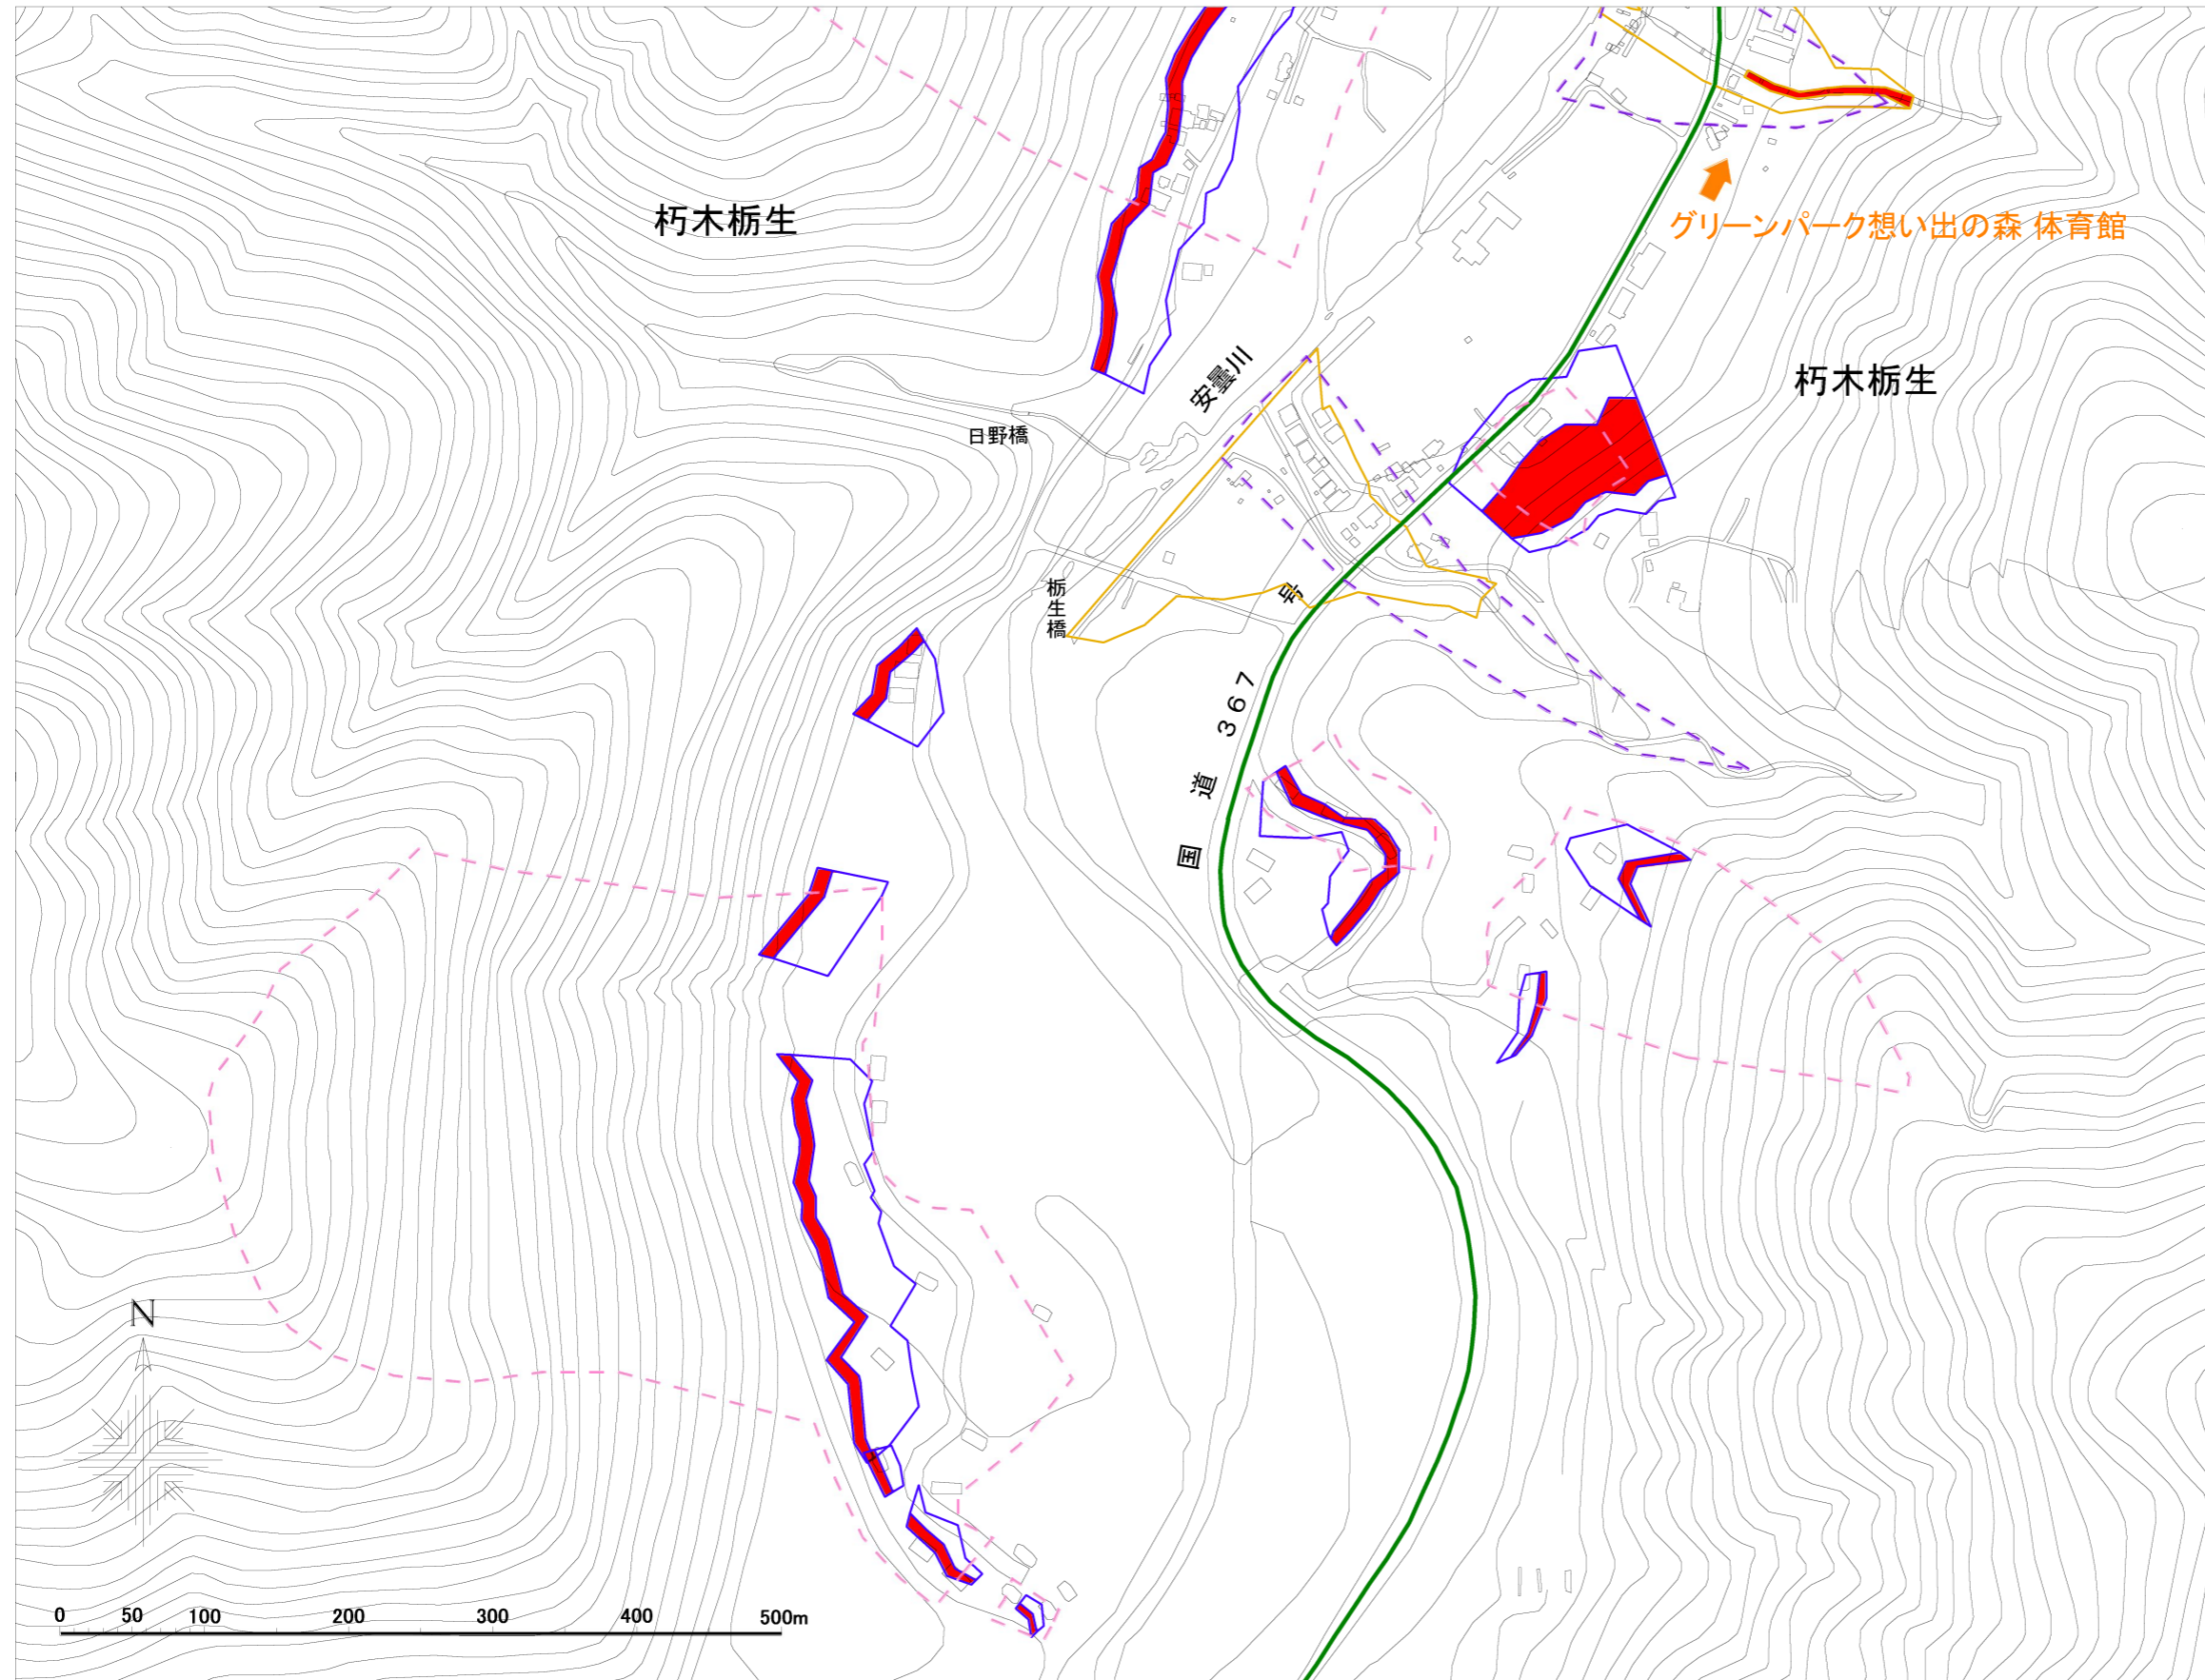 グリーンパーク想い出の森 体育館
朽木栃生
朽木栃生
安曇川
日野橋
栃生橋
国道367号
N
0 50 100 200 300 400 500m